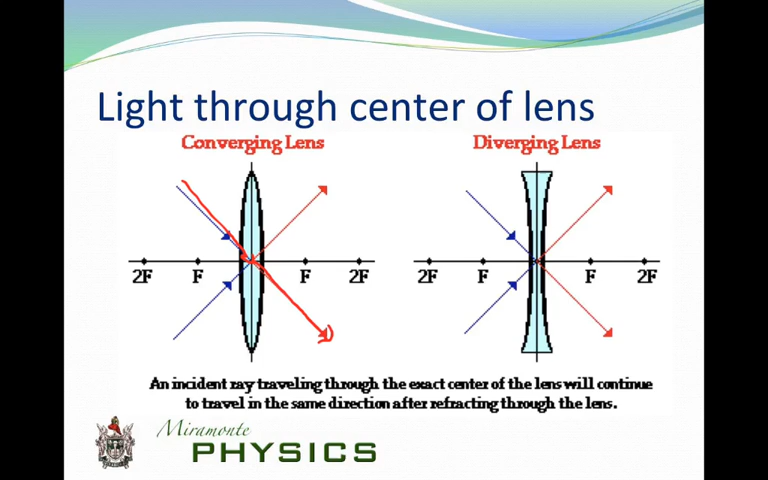 Light through center of lens
Converging Lens
Diverging Lens
2F F F 2F
2F F F 2F
An incident ray traveling through the exact center of the lens will continue
to travel in the same direction after refracting through the lens.
Miramonte
PHYSICS